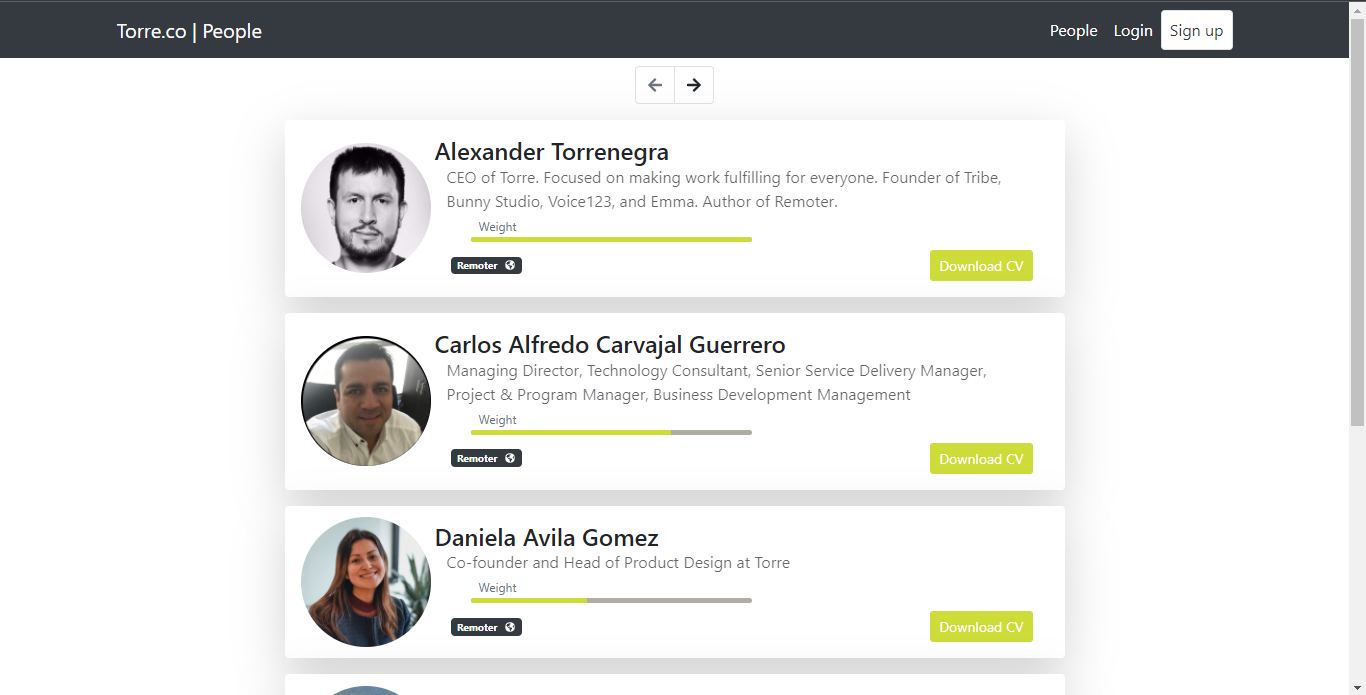 Torre.co | People
People Login Sign up
Alexander Torrenegra
CEO of Torre. Focused on making work fulfilling for everyone. Founder of Tribe,
Bunny Studio, Voice123, and Emma. Author of Remoter.
Weight
Remoter
Download CV
Carlos Alfredo Carvajal Guerrero
Managing Director, Technology Consultant, Senior Service Delivery Manager,
Project & Program Manager, Business Development Management
Weight
Remoter
Download CV
Daniela Avila Gomez
Co-founder and Head of Product Design at Torre
Weight
Remoter
Download CV